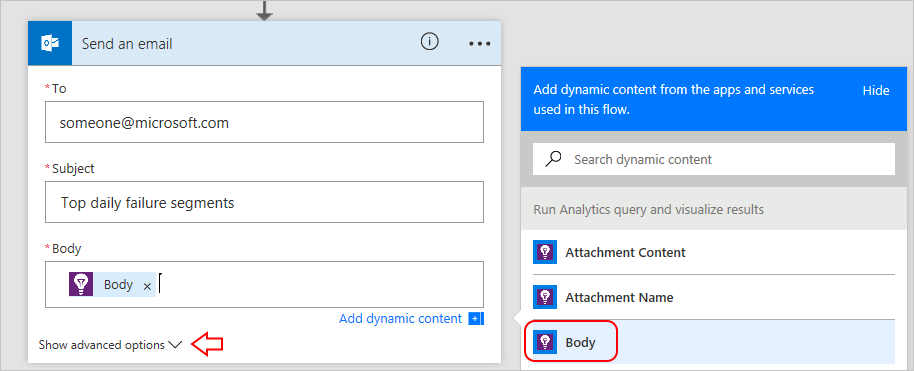 Send an email
* To
someone@microsoft.com
* Subject
Top daily failure segments
* Body
Body ×
Add dynamic content
Show advanced options
Add dynamic content from the apps and services
used in this flow.
Hide
Search dynamic content
Run Analytics query and visualize results
Attachment Content
Attachment Name
Body